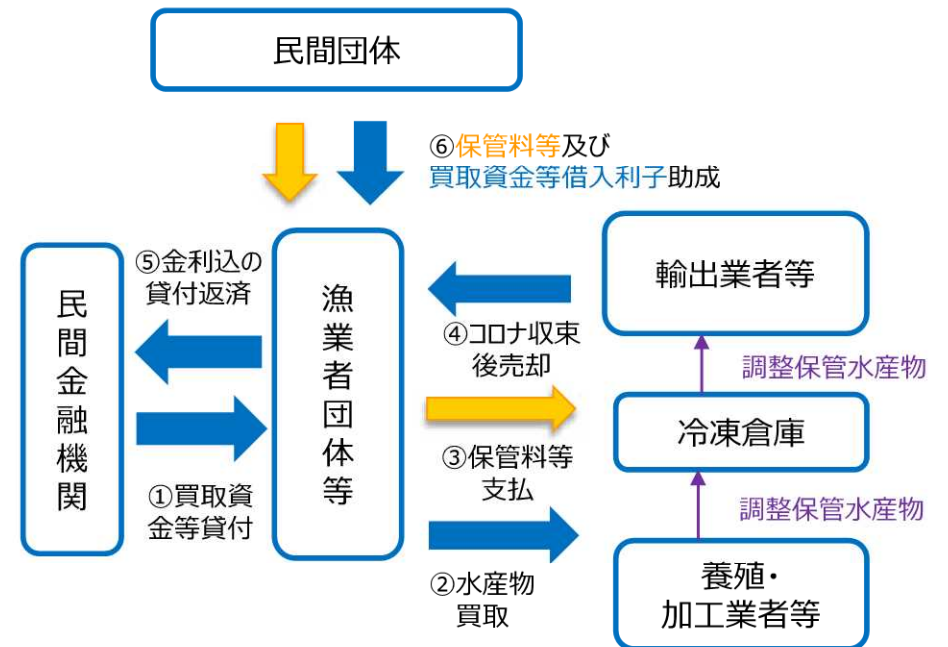 民間団体
⑥保管料等及び
買取資金等借入利子助成
民間金融機関
⑤金利込の
貸付返済
①買取資
金等貸付
漁業者団体等
④コロナ収束
後売却
③保管料等
支払
②水産物
買取
輸出業者等
調整保管水産物
冷凍倉庫
調整保管水産物
養殖・
加工業者等